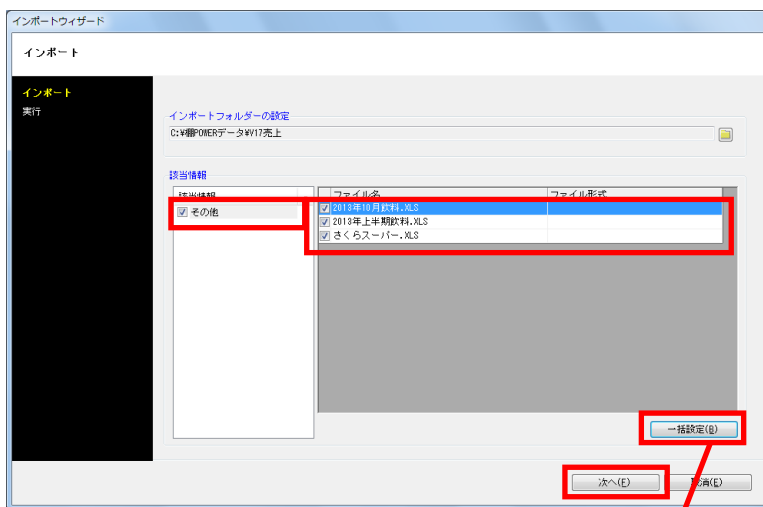 インポートウィザード
インポート
インポート
実行
インポートフォルダーの設定
C:¥棚POWERデータ¥V17売上
該当情報
該当情報
ファイル名
ファイル形式
その他
2013年10月飲料.XLS
2013年上半期飲料.XLS
さくらスーパー.XLS
一括設定(B)
次へ(F)
取消(E)